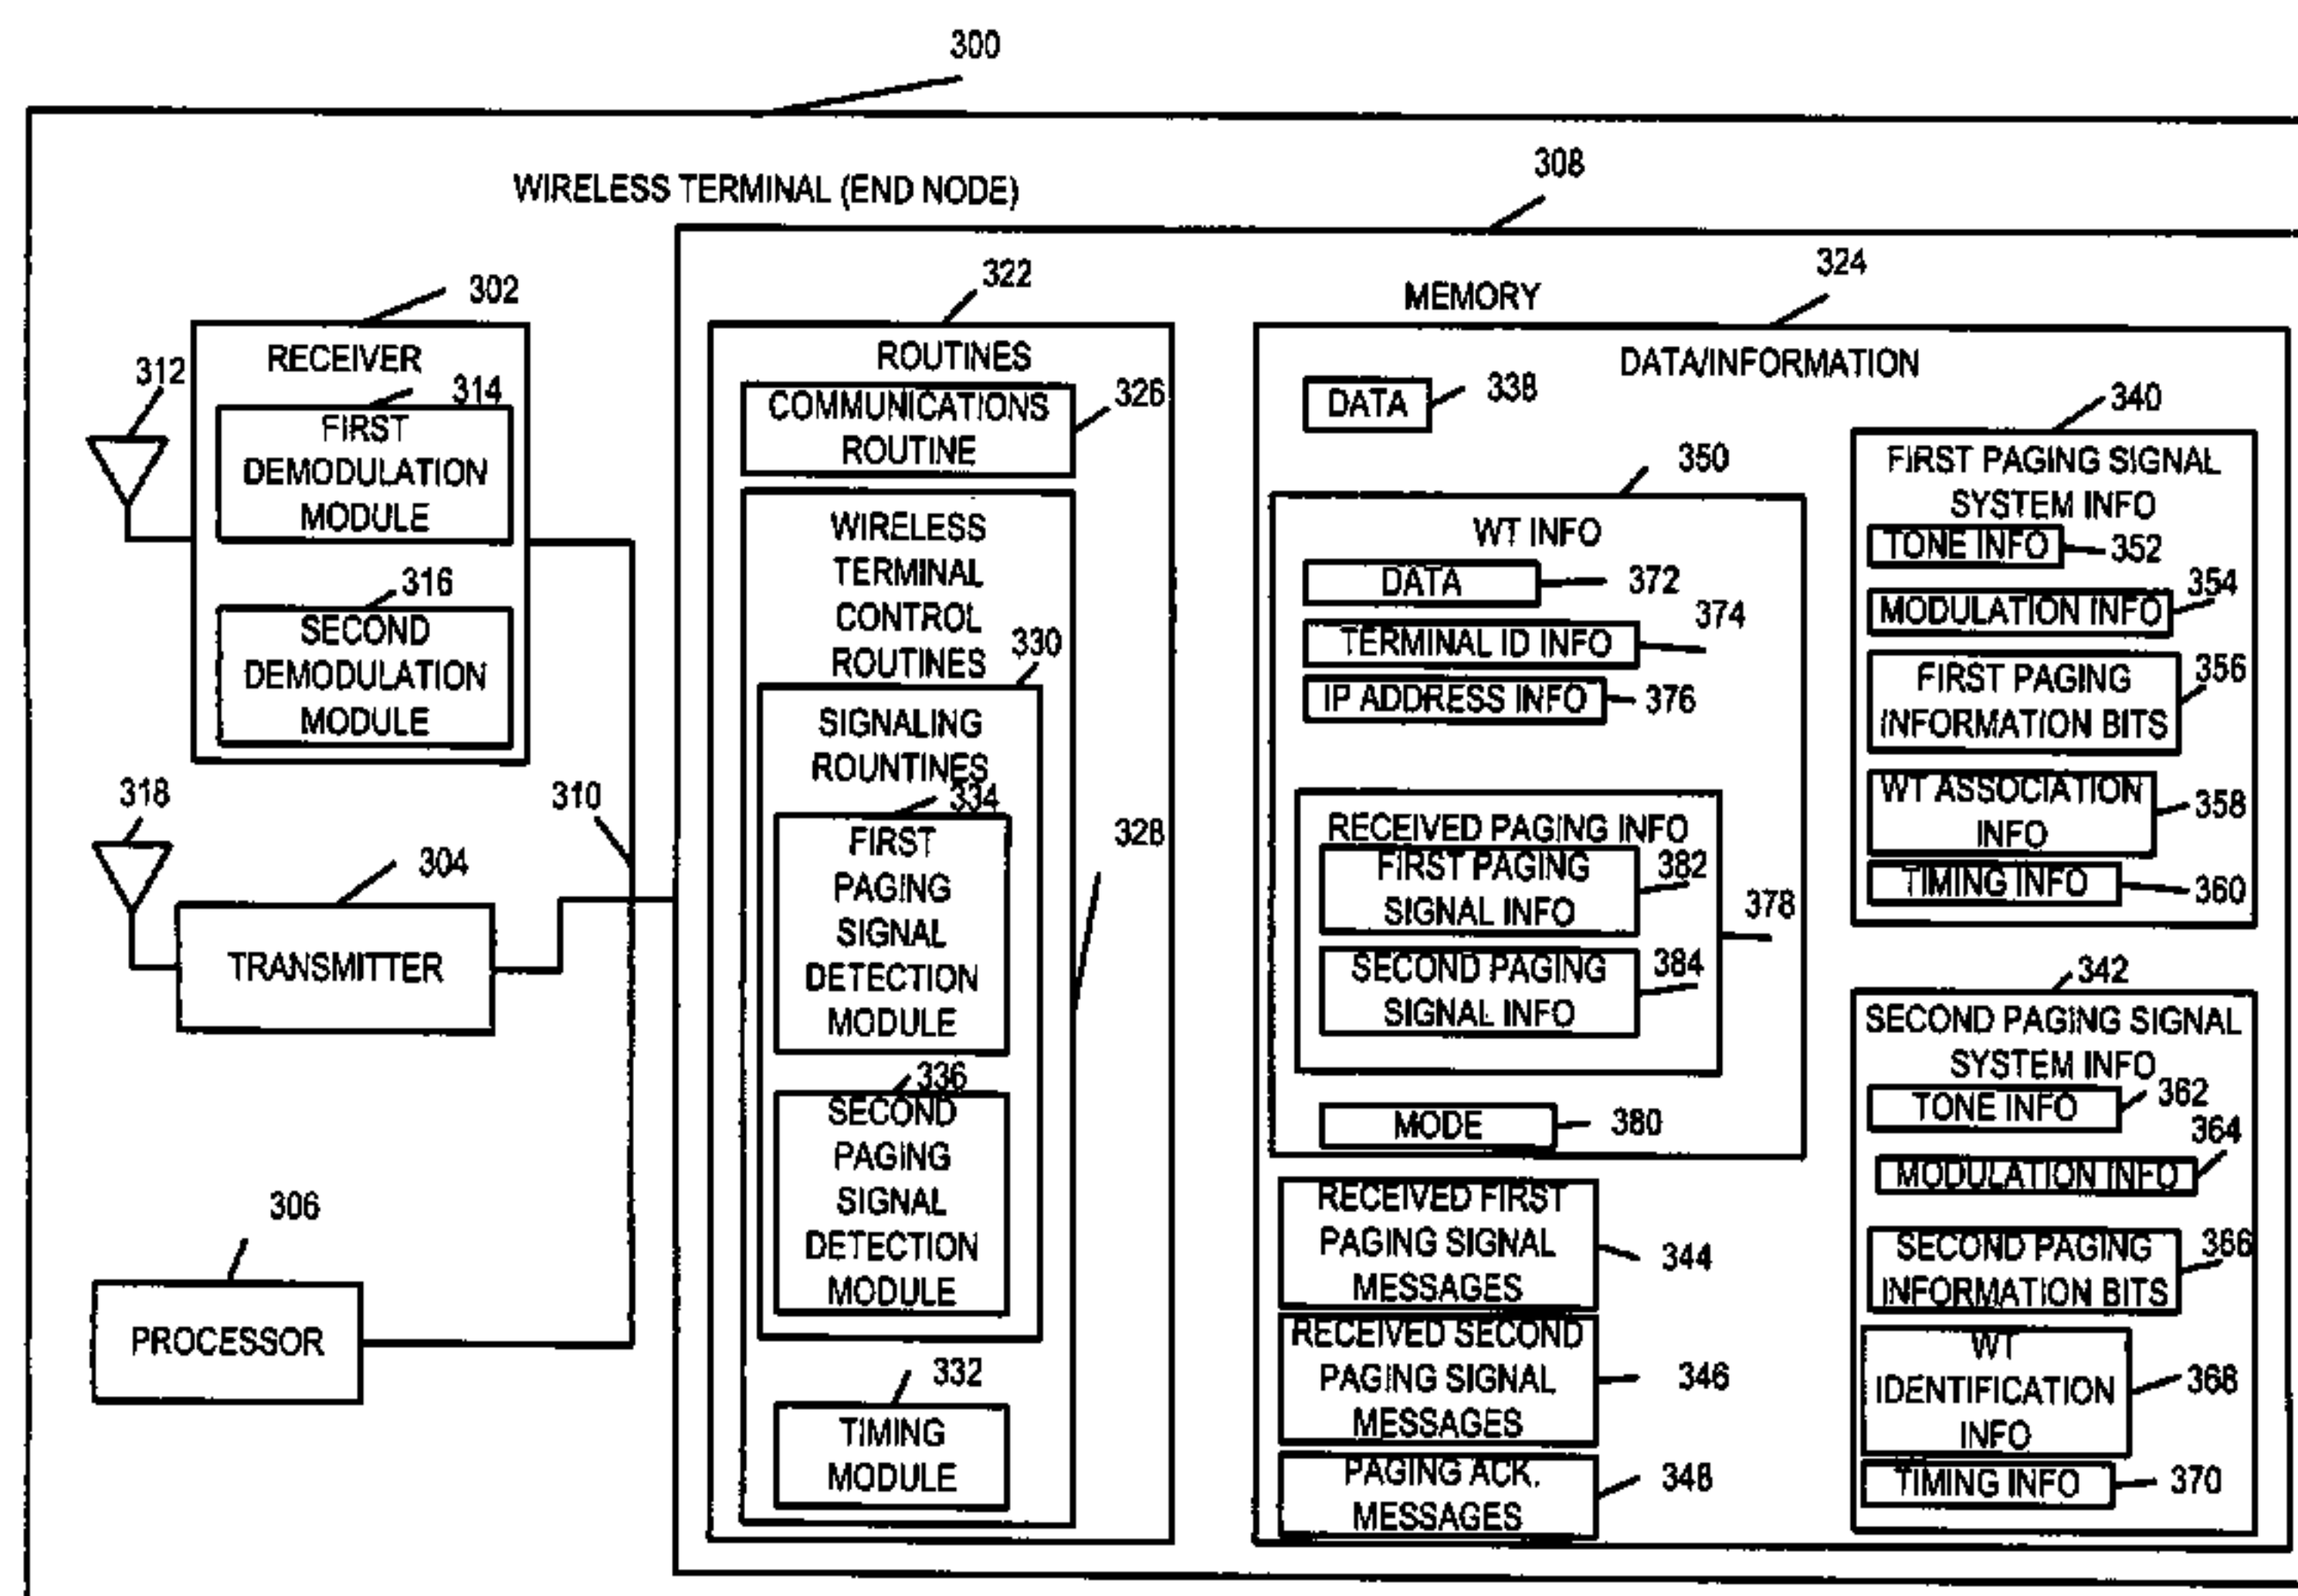 300
308
WIRELESS TERMINAL (END NODE)
302
RECEIVER
312
314
FIRST
DEMODULATION
MODULE
316
SECOND
DEMODULATION
MODULE
318
304
TRANSMITTER
310
306
PROCESSOR
322
ROUTINES
COMMUNICATIONS
ROUTINE
326
WIRELESS
TERMINAL
CONTROL
ROUTINES
330
SIGNALING
ROUNTINES
334
FIRST
PAGING
SIGNAL
DETECTION
MODULE
328
336
SECOND
PAGING
SIGNAL
DETECTION
MODULE
332
TIMING
MODULE
MEMORY
324
DATA/INFORMATION
DATA
338
350
WT INFO
DATA
372
374
TERMINAL ID INFO
IP ADDRESS INFO
376
RECEIVED PAGING INFO
FIRST PAGING
SIGNAL INFO
382
378
SECOND PAGING
SIGNAL INFO
384
MODE
380
RECEIVED FIRST
PAGING SIGNAL
MESSAGES
344
RECEIVED SECOND
PAGING SIGNAL
MESSAGES
346
PAGING ACK.
MESSAGES
348
340
FIRST PAGING SIGNAL
SYSTEM INFO
TONE INFO
352
354
MODULATION INFO
FIRST PAGING
INFORMATION BITS
356
WT ASSOCIATION
INFO
358
TIMING INFO
360
342
SECOND PAGING SIGNAL
SYSTEM INFO
TONE INFO
362
364
MODULATION INFO
SECOND PAGING
INFORMATION BITS
366
WT
IDENTIFICATION
INFO
368
TIMING INFO
370